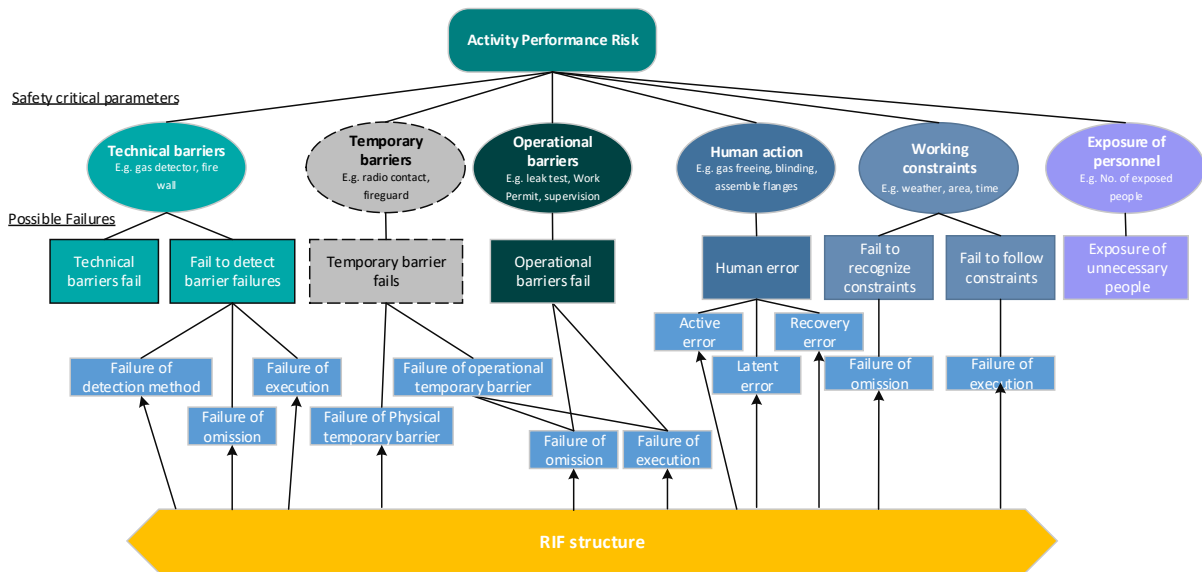 Activity Performance Risk
Safety critical parameters
Technical barriers
E.g. gas detector, fire
wall
Temporary
barriers
E.g. radio contact,
fireguard
Operational
barriers
E.g. leak test, Work
Permit, supervision
Human action
E.g. gas freeing, blinding,
assemble flanges
Working
constraints
E.g. weather, area, time
Exposure of
personnel
E.g. No. of exposed
people
Possible Failures
Technical
barriers fail
Fail to detect
barrier failures
Temporary barrier
fails
Operational
barriers fail
Human error
Fail to
recognize
constraints
Fail to follow
constraints
Exposure of
unnecessary
people
Active
error
Recovery
error
Failure of
detection method
Failure of
execution
Failure of operational
temporary barrier
Latent
error
Failure of
omission
Failure of
execution
Failure of
omission
Failure of Physical
temporary barrier
Failure of
omission
Failure of
execution
RIF structure